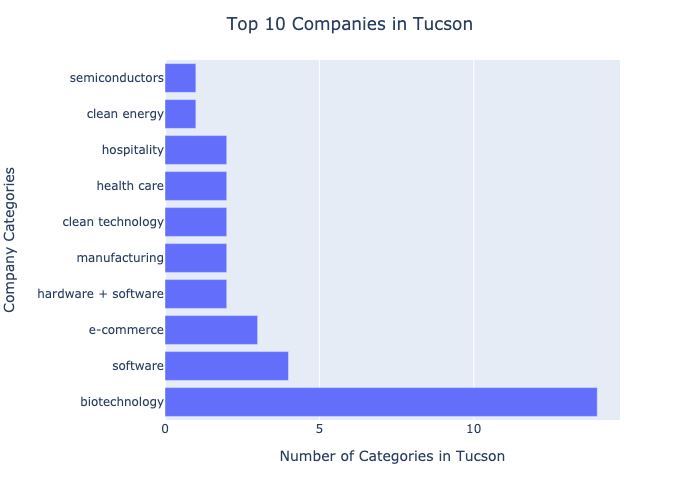 Top 10 Companies in Tucson
Company Categories
semiconductors
clean energy
hospitality
health care
clean technology
manufacturing
hardware + software
e-commerce
software
biotechnology
0 5 10
Number of Categories in Tucson